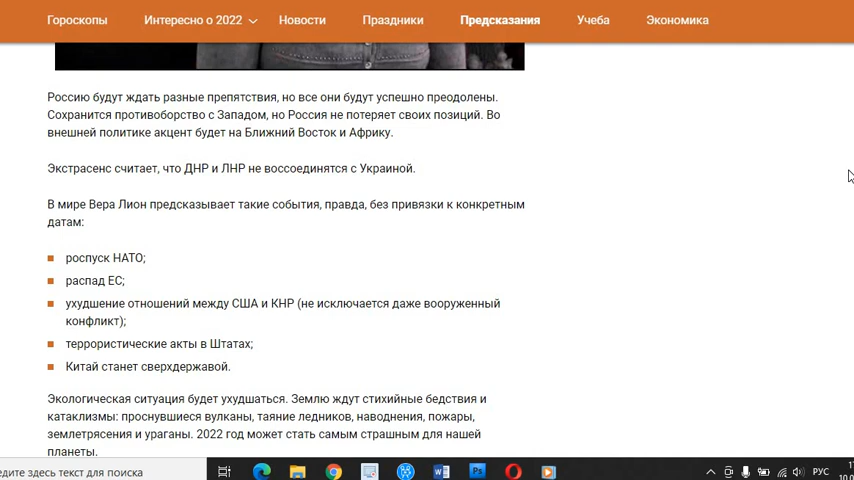 Гороскопы Интересно о 2022 Новости Праздники Предсказания Учеба Экономика
Россию будут ждать разные препятствия, но все они будут успешно преодолены.
Сохранится противоборство с Западом, но Россия не потеряет своих позиций. Во
внешней политике акцент будет на Ближний Восток и Африку.
Экстрасенс считает, что ДНР и ЛНР не воссоединятся с Украиной.
В мире Вера Лион предсказывает такие события, правда, без привязки к конкретным
датам:
роспуск НАТО;
распад ЕС;
ухудшение отношений между США и КНР (не исключается даже вооруженный
конфликт);
террористические акты в Штатах;
Китай станет сверхдержавой.
Экологическая ситуация будет ухудшаться. Землю ждут стихийные бедствия и
катаклизмы: проснувшиеся вулканы, таяние ледников, наводнения, пожары,
землетрясения и ураганы. 2022 год может стать самым страшным для нашей
планеты.
здесь текст для поиска РУС